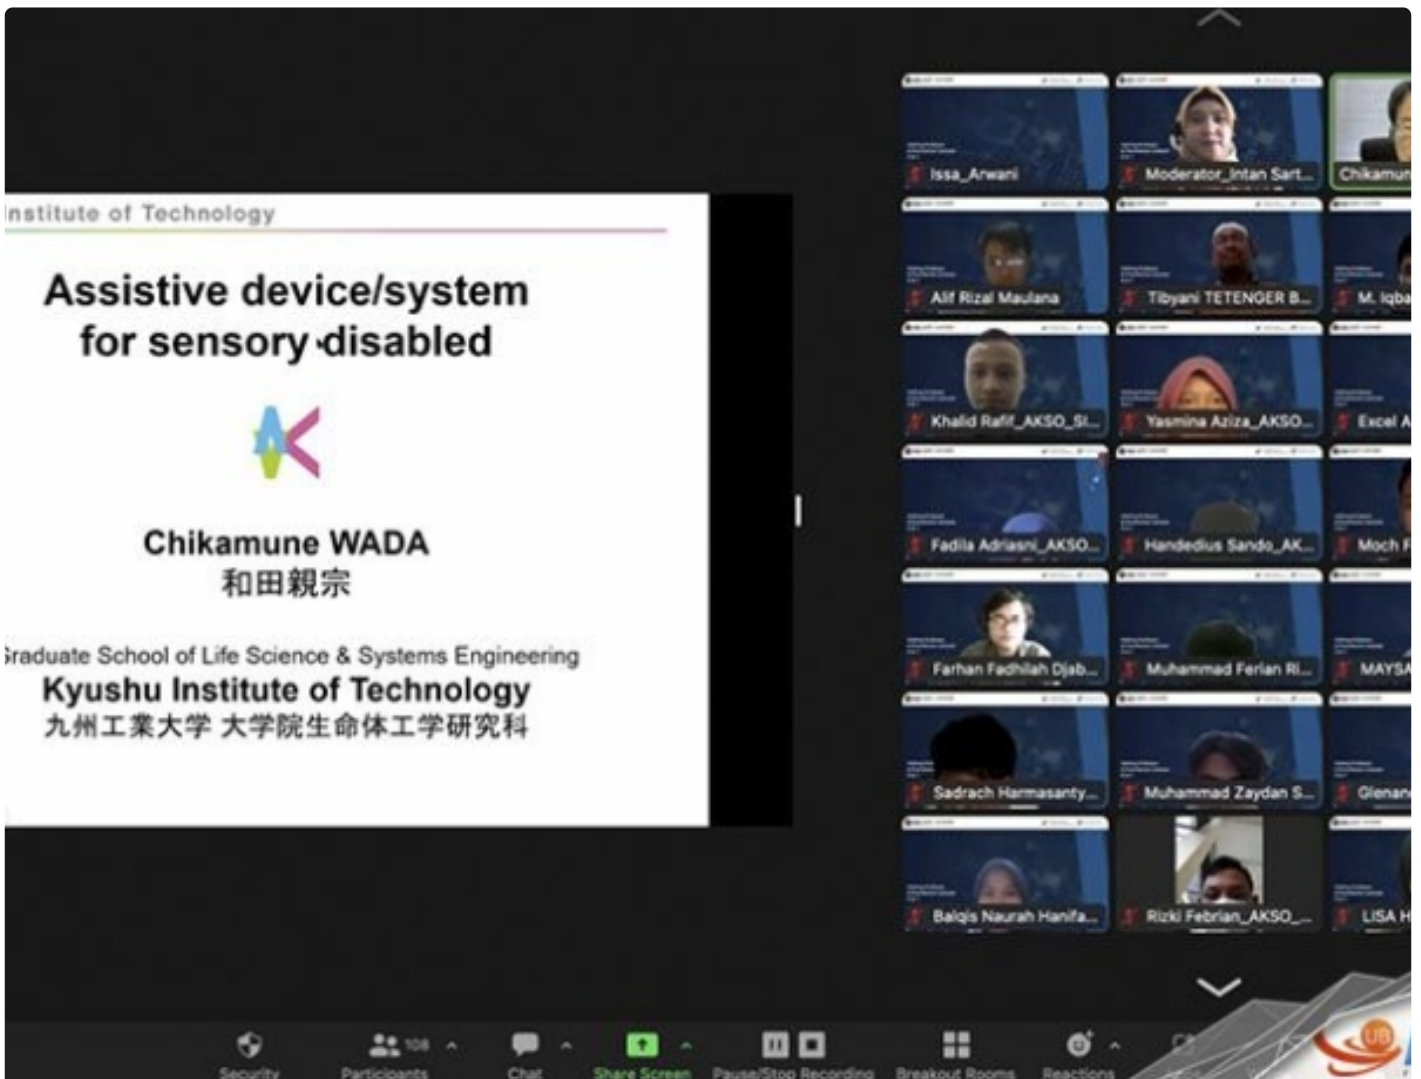 Institute of Technology
Assistive device/system
for sensory disabled
Chikamune WADA
和田親宗
Graduate School of Life Science & Systems Engineering
Kyushu Institute of Technology
九州工業大学 大学院生命体工学研究科
Issa_Arwani
Moderator_Intan Sart...
Chikamun
Alif Rizal Maulana
Tibyani TETENGER B...
M. Iqba
Khalid Rafif_AKSO_SI...
Yasmina Aziza_AKSO...
Excel A
Fadila Adriasni_AKSO...
Handedius Sando_AK...
Moch F
Farhan Fadhilah Djab...
Muhammad Ferian Ri...
MAYSA
Sadrach Harmasanty...
Muhammad Zaydan S...
Glenan
Balqis Naurah Hanifa...
Rizki Febrian_AKSO_...
LISA H
108
Security
Participants
Chat
Share Screen
Pause/Stop Recording
Breakout Rooms
Reactions
UB